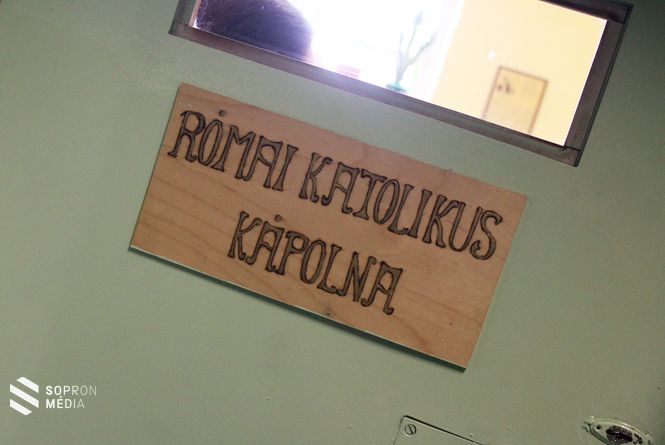 RÓMAI KATOLIKUS
KÁPOLNA
SOPRON
MÉDIA